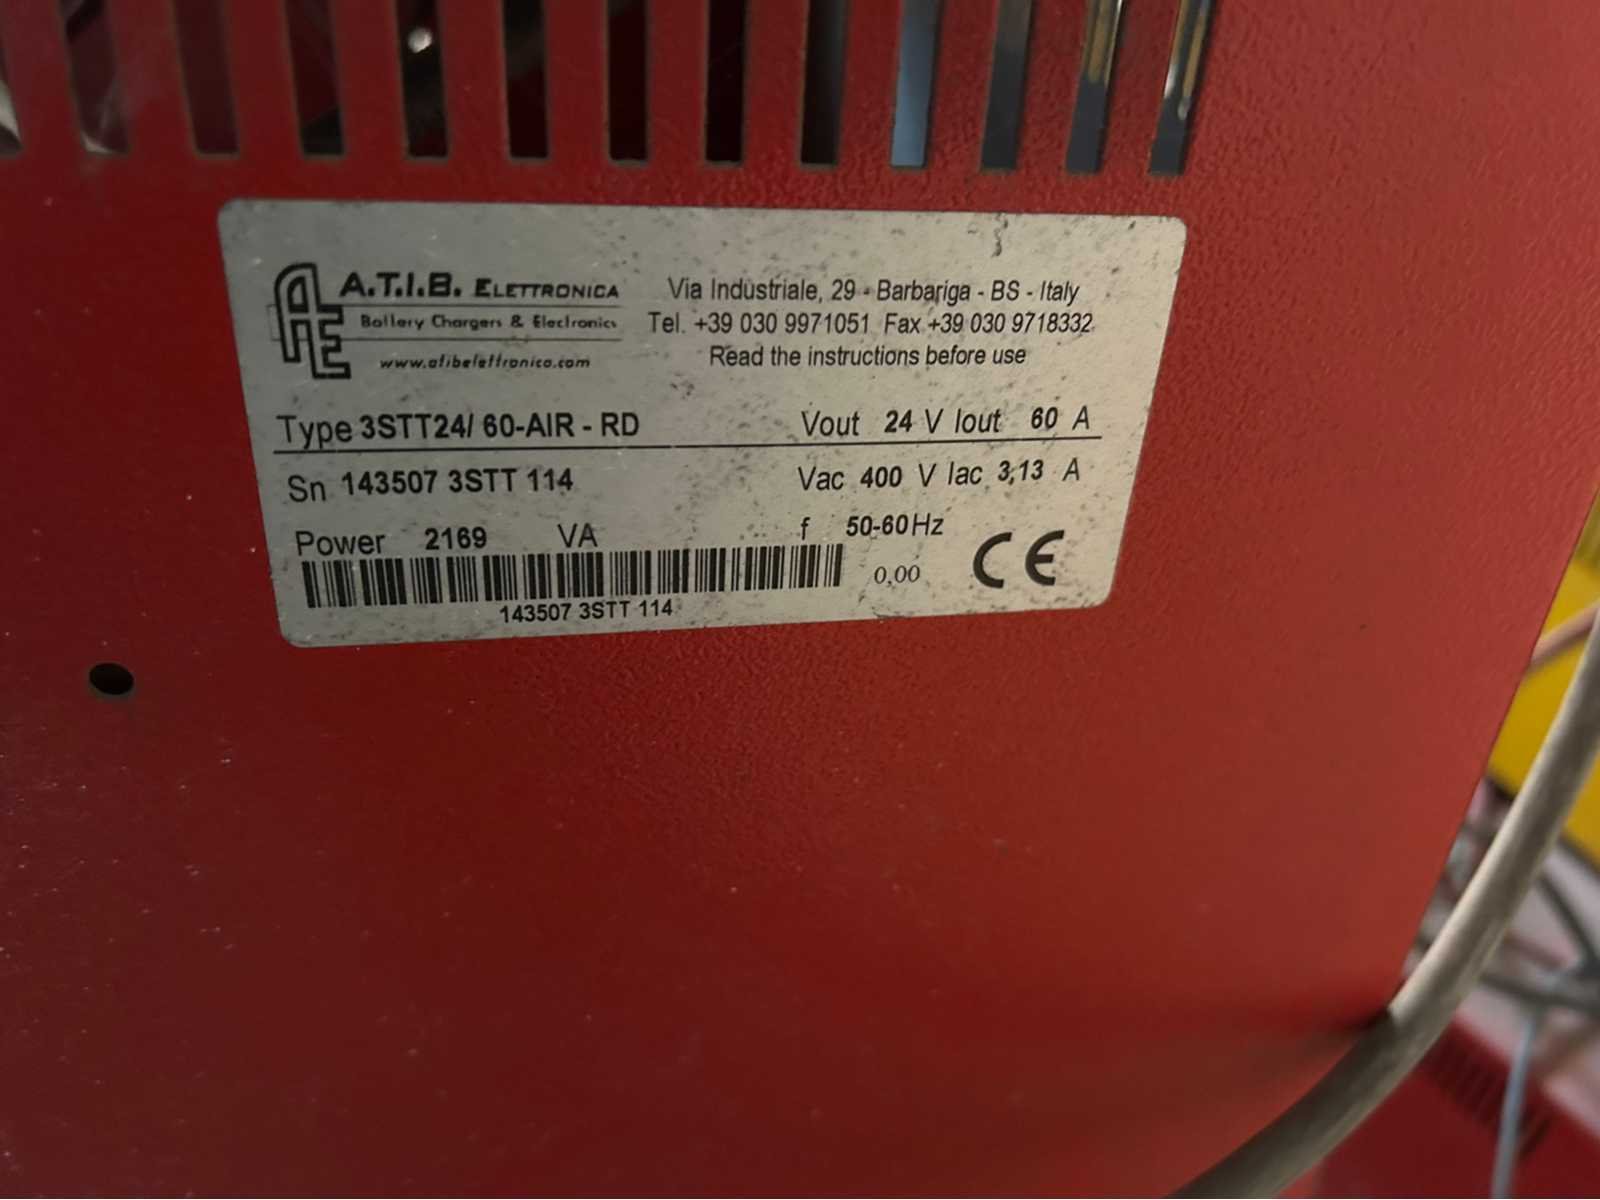 A.T.I.B. ELETTRONICA
Battery Chargers & Electronics
www.atibelettronica.com
Via Industriale, 29 - Barbariga - BS - Italy
Tel. +39 030 9971051 Fax +39 030 9718332
Read the instructions before use
Type 3STT24/ 60-AIR - RD Vout 24 V Iout 60 A
Sn 143507 3STT 114 Vac 400 V Iac 3,13 A
Power 2169 VA f 50-60Hz
0,00 CE
143507 3STT 114